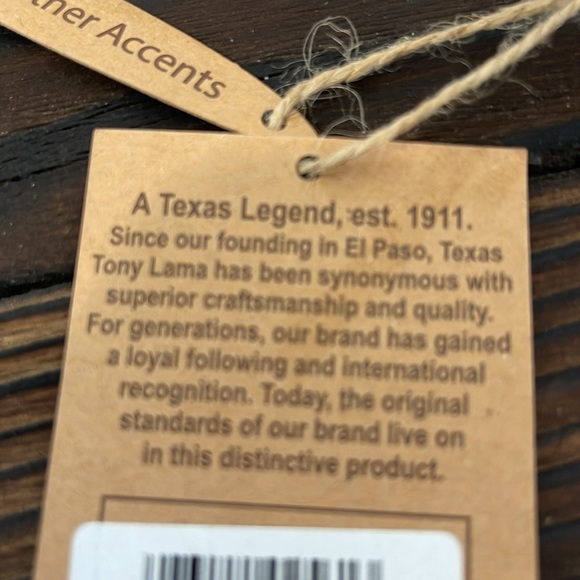 ther Accents
A Texas Legend, est. 1911.
Since our founding in El Paso, Texas
Tony Lama has been synonymous with
superior craftsmanship and quality.
For generations, our brand has gained
a loyal following and international
recognition. Today, the original
standards of our brand live on
in this distinctive product.